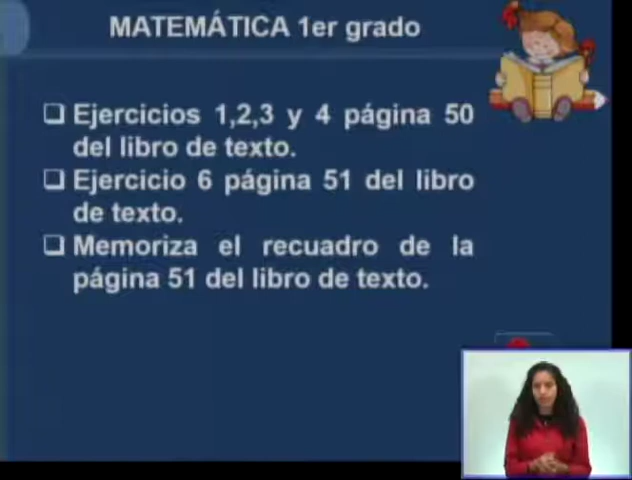 MATEMÁTICA 1er grado
Ejercicios 1,2,3 y 4 página 50
del libro de texto.
Ejercicio 6 página 51 del libro
de texto.
Memoriza el recuadro de la
página 51 del libro de texto.